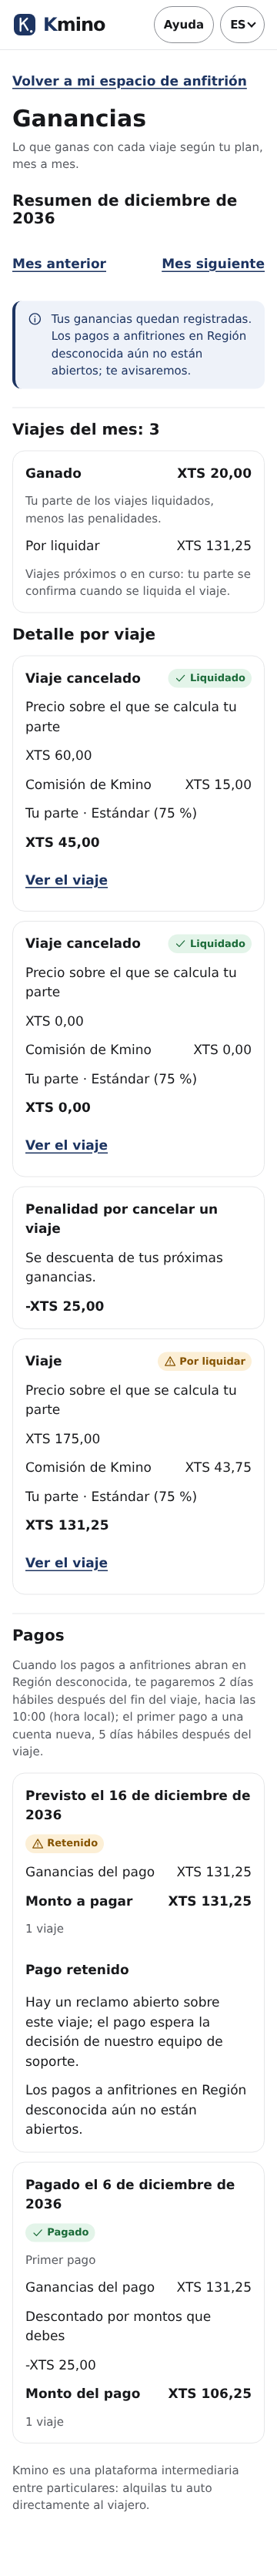 Kmino
Ayuda
ES
Volver a mi espacio de anfitrión
Ganancias
Lo que ganas con cada viaje según tu plan,
mes a mes.
Resumen de diciembre de
2036
Mes anterior
Mes siguiente
Tus ganancias quedan registradas.
Los pagos a anfitriones en Región
desconocida aún no están
abiertos; te avisaremos.
Viajes del mes: 3
Ganado XTS 20,00
Tu parte de los viajes liquidados,
menos las penalidades.
Por liquidar XTS 131,25
Viajes próximos o en curso: tu parte se
confirma cuando se liquida el viaje.
Detalle por viaje
Viaje cancelado Liquidado
Precio sobre el que se calcula tu
parte
XTS 60,00
Comisión de Kmino XTS 15,00
Tu parte · Estándar (75 %)
XTS 45,00
Ver el viaje
Viaje cancelado Liquidado
Precio sobre el que se calcula tu
parte
XTS 0,00
Comisión de Kmino XTS 0,00
Tu parte · Estándar (75 %)
XTS 0,00
Ver el viaje
Penalidad por cancelar un
viaje
Se descuenta de tus próximas
ganancias.
-XTS 25,00
Viaje Por liquidar
Precio sobre el que se calcula tu
parte
XTS 175,00
Comisión de Kmino XTS 43,75
Tu parte · Estándar (75 %)
XTS 131,25
Ver el viaje
Pagos
Cuando los pagos a anfitriones abran en
Región desconocida, te pagaremos 2 días
hábiles después del fin del viaje, hacia las
10:00 (hora local); el primer pago a una
cuenta nueva, 5 días hábiles después del
viaje.
Previsto el 16 de diciembre de
2036
Retenido
Ganancias del pago XTS 131,25
Monto a pagar XTS 131,25
1 viaje
Pago retenido
Hay un reclamo abierto sobre
este viaje; el pago espera la
decisión de nuestro equipo de
soporte.
Los pagos a anfitriones en Región
desconocida aún no están
abiertos.
Pagado el 6 de diciembre de
2036
Pagado
Primer pago
Ganancias del pago XTS 131,25
Descontado por montos que
debes
-XTS 25,00
Monto del pago XTS 106,25
1 viaje
Kmino es una plataforma intermediaria
entre particulares: alquilas tu auto
directamente al viajero.